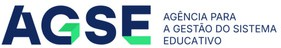 AGSE
AGÊNCIA PARA
A GESTÃO DO SISTEMA
EDUCATIVO